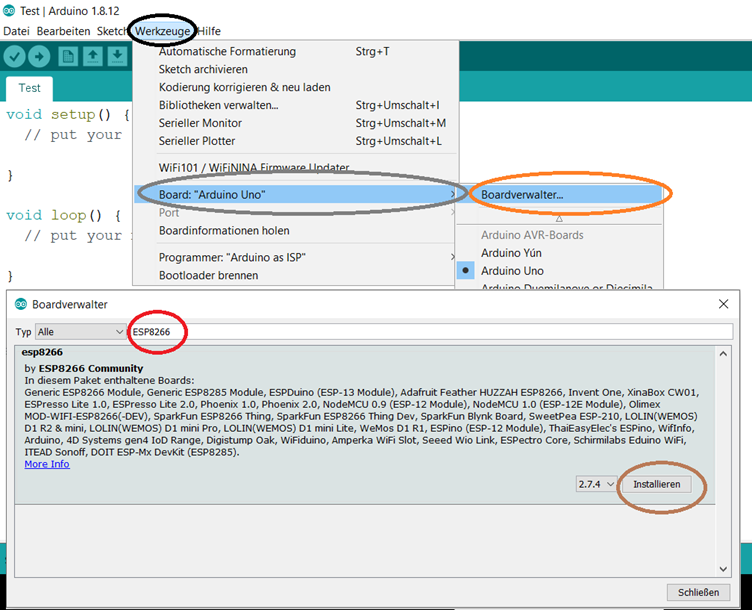 Test | Arduino 1.8.12
Datei Bearbeiten Sketch Werkzeuge Hilfe
Test
void setup() {
// put your
}
void loop() {
// put your
}
Automatische Formatierung Strg+T
Sketch archivieren
Kodierung korrigieren & neu laden
Bibliotheken verwalten... Strg+Umschalt+I
Serieller Monitor Strg+Umschalt+M
Serieller Plotter Strg+Umschalt+L
WiFi101 / WiFiNINA Firmware Updater
Board: "Arduino Uno"
Port
Boardinformationen holen
Programmer: "Arduino as ISP"
Bootloader brennen
Boardverwalter...
Arduino AVR-Boards
Arduino Yún
Arduino Uno
Arduino Duemilanove or Diecimila
Boardverwalter
Typ Alle ESP8266
esp8266
by ESP8266 Community
In diesem Paket enthaltene Boards:
Generic ESP8266 Module, Generic ESP8285 Module, ESPDuino (ESP-13 Module), Adafruit Feather HUZZAH ESP8266, Invent One, XinaBox CW01,
ESPresso Lite 1.0, ESPresso Lite 2.0, Phoenix 1.0, Phoenix 2.0, NodeMCU 0.9 (ESP-12 Module), NodeMCU 1.0 (ESP-12E Module), Olimex
MOD-WIFI-ESP8266(-DEV), SparkFun ESP8266 Thing, SparkFun ESP8266 Thing Dev, SparkFun Blynk Board, SweetPea ESP-210, LOLIN(WEMOS)
D1 R2 & mini, LOLIN(WEMOS) D1 mini Pro, LOLIN(WEMOS) D1 mini Lite, WeMos D1 R1, ESPino (ESP-12 Module), ThaiEasyElec's ESPino, WifInfo,
Arduino, 4D Systems gen4 IoD Range, Digistump Oak, WiFiduino, Amperka WiFi Slot, Seeed Wio Link, ESPectro Core, Schirmilabs Eduino WiFi,
ITEAD Sonoff, DOIT ESP-Mx DevKit (ESP8285).
More Info
2.7.4 Installieren
Schließen